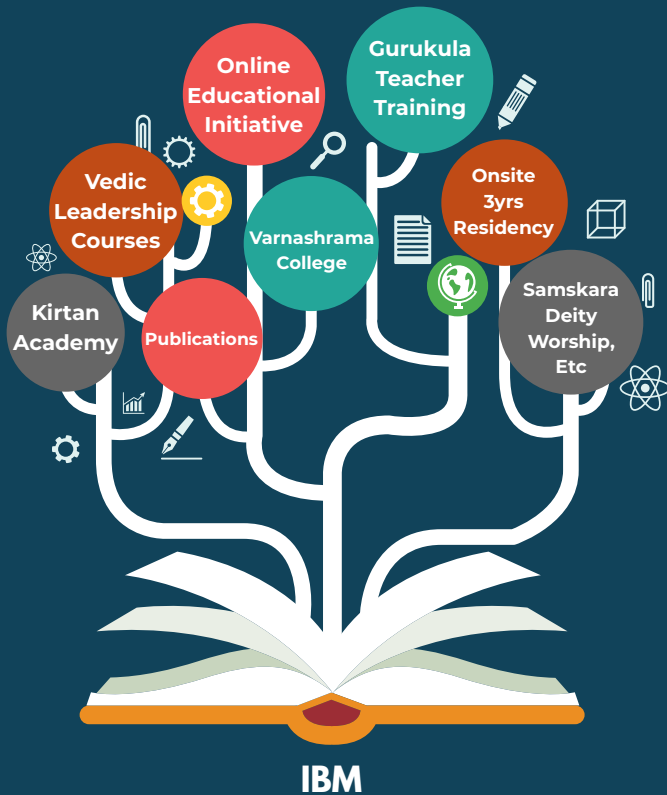 Online
Educational
Initiative
Gurukula
Teacher
Training
Vedic
Leadership
Courses
Onsite
3yrs
Residency
Varnashrama
College
Kirtan
Academy
Publications
Samskara
Deity
Worship,
Etc
IBM